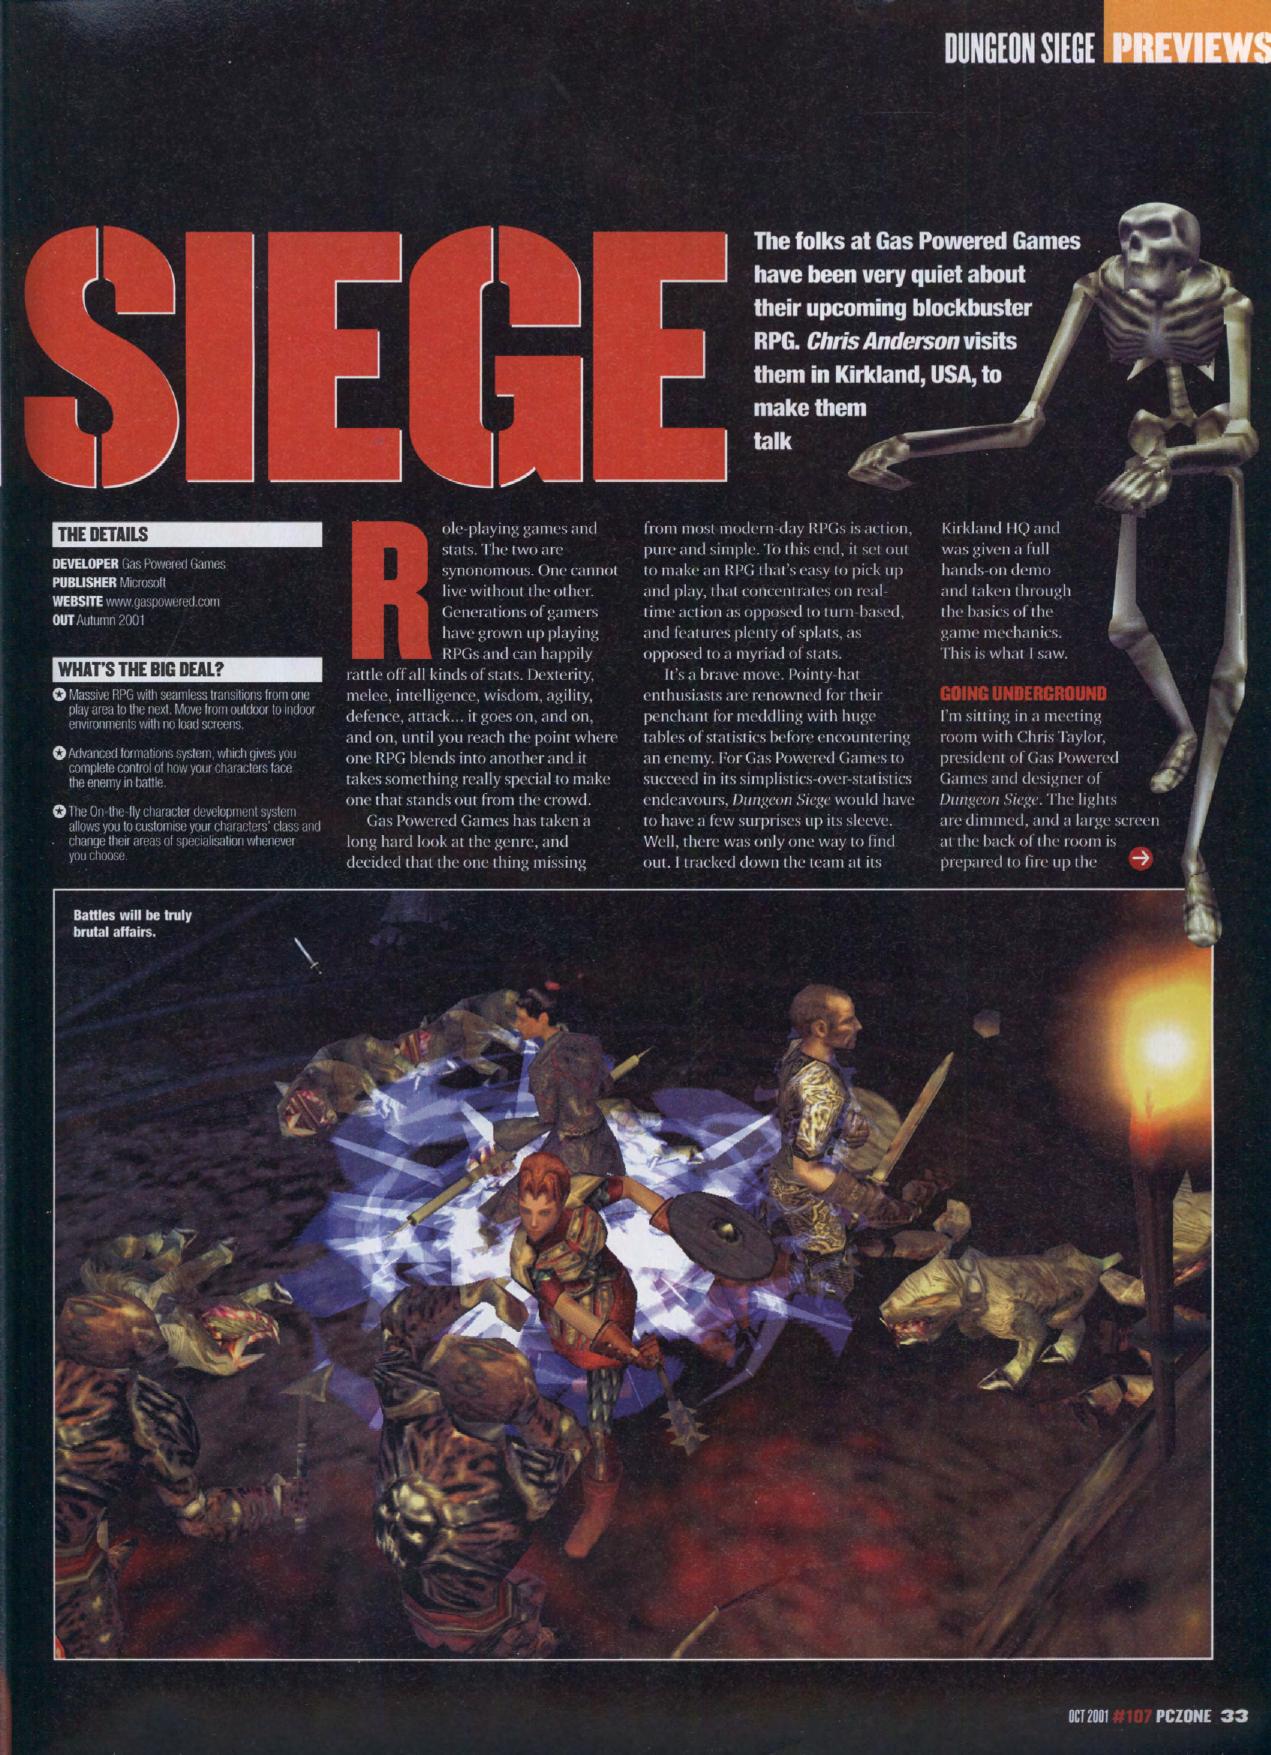 DUNGEON SIEGE PREVIEWS
SIEGE
The folks at Gas Powered Games
have been very quiet about
their upcoming blockbuster
RPG. Chris Anderson visits
them in Kirkland, USA, to
make them
talk
THE DETAILS
DEVELOPER Gas Powered Games
PUBLISHER Microsoft
WEBSITE www.gaspowered.com
OUT Autumn 2001
WHAT'S THE BIG DEAL?
Massive RPG with seamless transitions from one
play area to the next. Move from outdoor to indoor
environments with no load screens.
Advanced formations system, which gives you
complete control of how your characters face
the enemy in battle.
The On-the-fly character development system
allows you to customise your characters' class and
change their areas of specialisation whenever
you choose.
Role-playing games and
stats. The two are
synonomous. One cannot
live without the other.
Generations of gamers
have grown up playing
RPGs and can happily
rattle off all kinds of stats. Dexterity,
melee, intelligence, wisdom, agility,
defence, attack... it goes on, and on,
and on, until you reach the point where
one RPG blends into another and it
takes something really special to make
one that stands out from the crowd.
Gas Powered Games has taken a
long hard look at the genre, and
decided that the one thing missing
from most modern-day RPGs is action,
pure and simple. To this end, it set out
to make an RPG that's easy to pick up
and play, that concentrates on real-
time action as opposed to turn-based,
and features plenty of splats, as
opposed to a myriad of stats.
It's a brave move. Pointy-hat
enthusiasts are renowned for their
penchant for meddling with huge
tables of statistics before encountering
an enemy. For Gas Powered Games to
succeed in its simplistics-over-statistics
endeavours, Dungeon Siege would have
to have a few surprises up its sleeve.
Well, there was only one way to find
out. I tracked down the team at its
Kirkland HQ and
was given a full
hands-on demo
and taken through
the basics of the
game mechanics.
This is what I saw.
GOING UNDERGROUND
I'm sitting in a meeting
room with Chris Taylor,
president of Gas Powered
Games and designer of
Dungeon Siege. The lights
are dimmed, and a large screen
at the back of the room is
prepared to fire up the
Battles will be truly
brutal affairs.
OCT 2001 #107 PCZONE 33